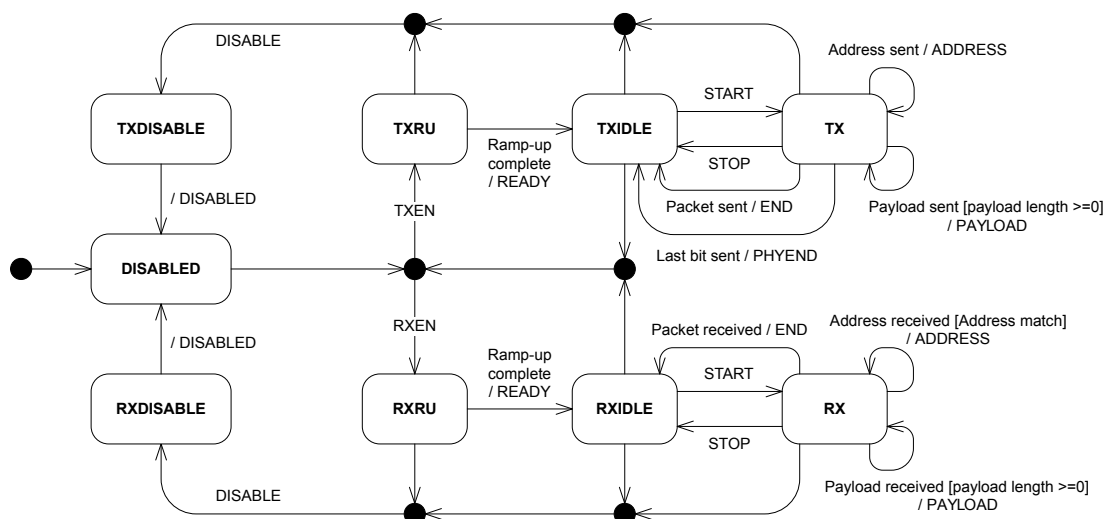 DISABLE
Address sent / ADDRESS
START
TXDISABLE
TXRU
TXIDLE
TX
Ramp-up
complete
/ READY
STOP
/ DISABLED
TXEN
Packet sent / END
Payload sent [payload length >=0]
/ PAYLOAD
Last bit sent / PHYEND
DISABLED
RXEN
Packet received / END
Address received [Address match]
/ ADDRESS
/ DISABLED
Ramp-up
complete
/ READY
START
RXDISABLE
RXRU
RXIDLE
RX
STOP
DISABLE
Payload received [payload length >=0]
/ PAYLOAD